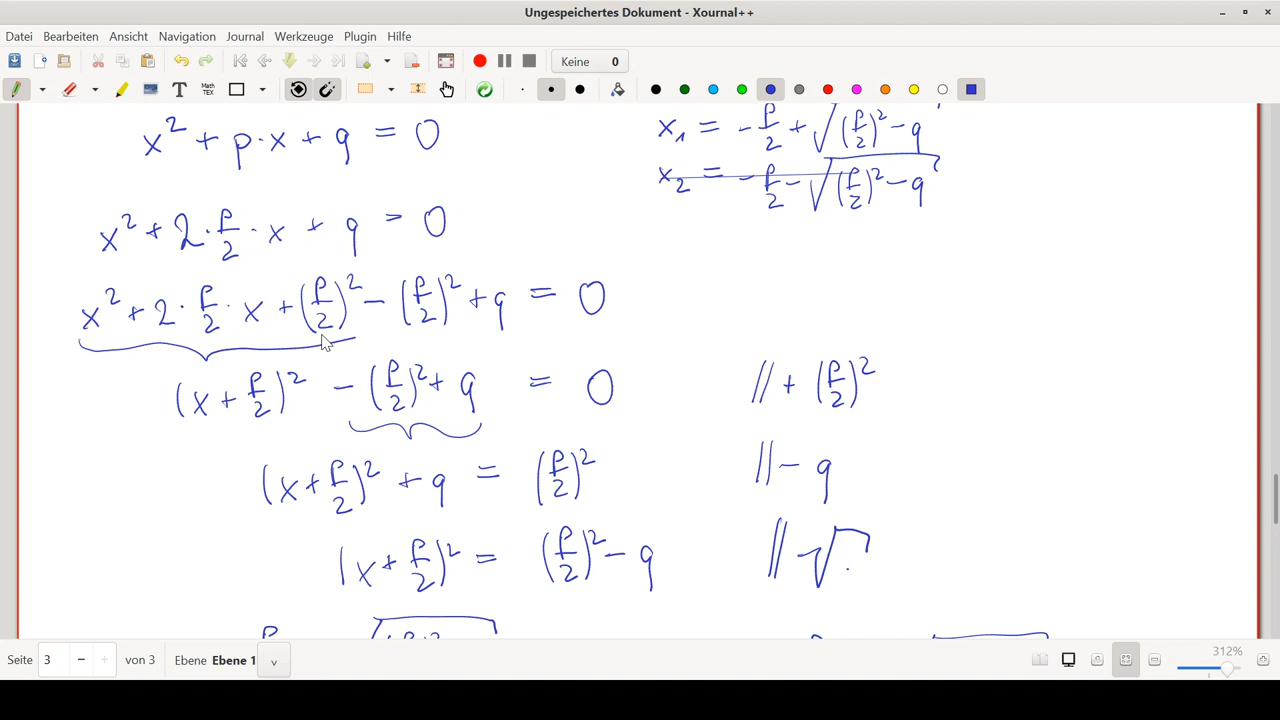 Ungespeichertes Dokument - Xournal++
Datei Bearbeiten Ansicht Navigation Journal Werkzeuge Plugin Hilfe
Keine 0
T Math TEX
x² + p·x + q = 0
x₁ = -p/2 + √((p/2)² - q)
x₂ = -p/2 - √((p/2)² - q)
x² + 2·p/2·x + q = 0
x² + 2·p/2·x + (p/2)² - (p/2)² + q = 0
(x + p/2)² - (p/2)² + q = 0 // + (p/2)²
(x + p/2)² + q = (p/2)² // - q
(x + p/2)² = (p/2)² - q // √
Seite 3 - + von 3 Ebene Ebene 1 312%